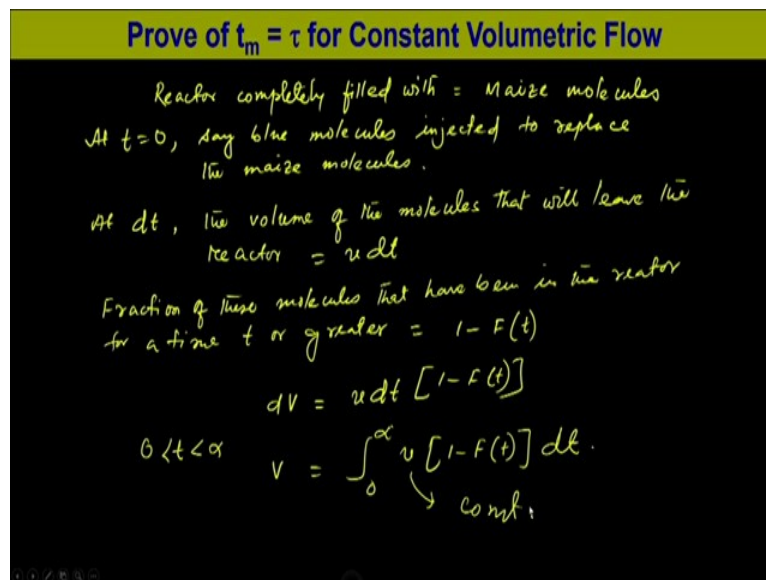 Prove of tₘ = τ for Constant Volumetric Flow
Reactor completely filled with = Maize molecules
At t=0, say blue molecules injected to replace
the maize molecules.
At dt, the volume of the molecules that will leave the
reactor = v dt
Fraction of these molecules that have been in the reator
for a time t or greater = 1 - F(t)
dV = v dt [1 - F(t)]
0 < t < α
V = ∫₀^α v [1 - F(t)] dt.
const.